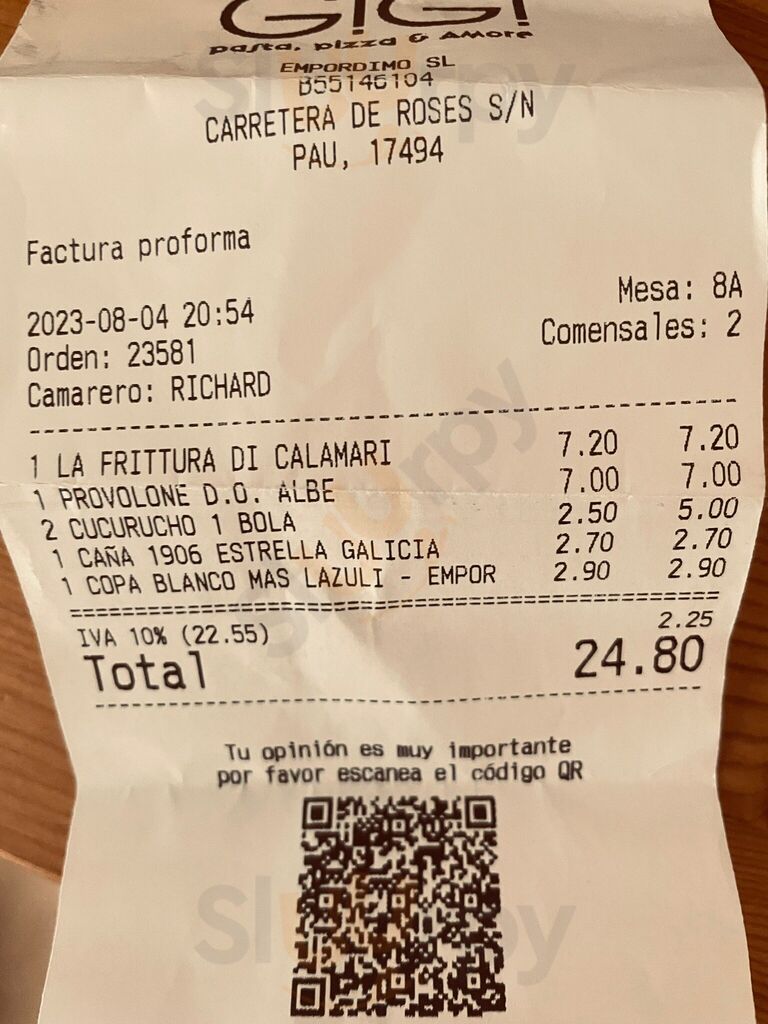 G!G!
pasta, pizza & Amore
EMPORDIMO SL
B55146104
CARRETERA DE ROSES S/N
PAU, 17494
Factura proforma
Mesa: 8A
2023-08-04 20:54
Comensales: 2
Orden: 23581
Camarero: RICHARD
1 LA FRITTURA DI CALAMARI 7.20 7.20
1 PROVOLONE D.O. ALBE 7.00 7.00
2 CUCURUCHO 1 BOLA 2.50 5.00
1 CAÑA 1906 ESTRELLA GALICIA 2.70 2.70
1 COPA BLANCO MAS LAZULI - EMPOR 2.90 2.90
IVA 10% (22.55) 2.25
Total 24.80
Tu opinión es muy importante
por favor escanea el código QR
Slurpy
Slurpy
Slurpy